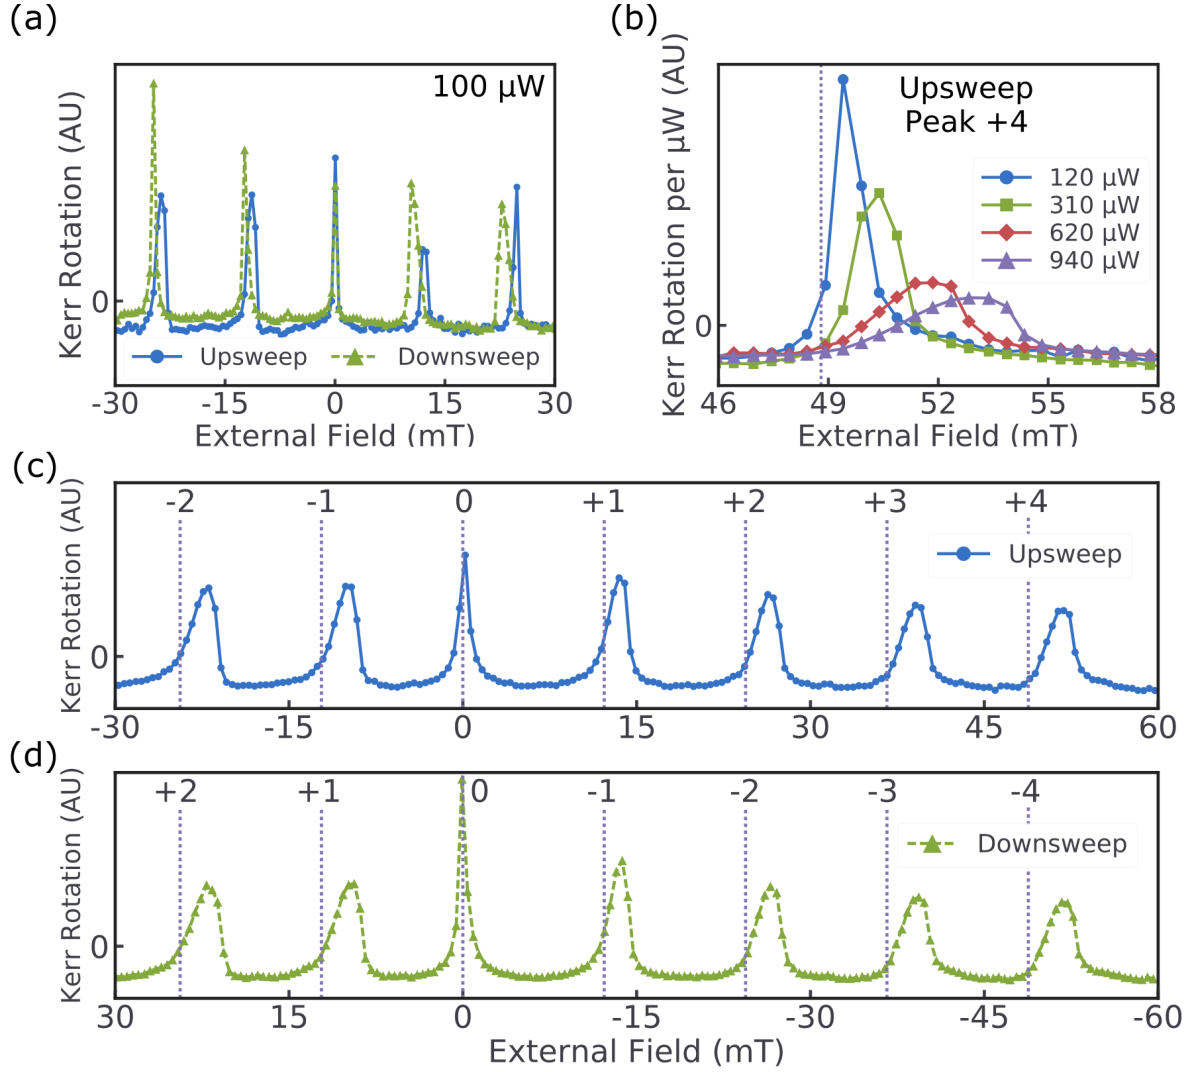 (a)
100 μW
Kerr Rotation (AU)
0
Upsweep
Downsweep
-30 -15 0 15 30
External Field (mT)
(b)
Upsweep
Peak +4
Kerr Rotation per μW (AU)
120 μW
310 μW
620 μW
940 μW
0
46 49 52 55 58
External Field (mT)
(c)
-2 -1 0 +1 +2 +3 +4
Upsweep
Kerr Rotation (AU)
0
-30 -15 0 15 30 45 60
(d)
+2 +1 0 -1 -2 -3 -4
Downsweep
Kerr Rotation (AU)
0
30 15 0 -15 -30 -45 -60
External Field (mT)